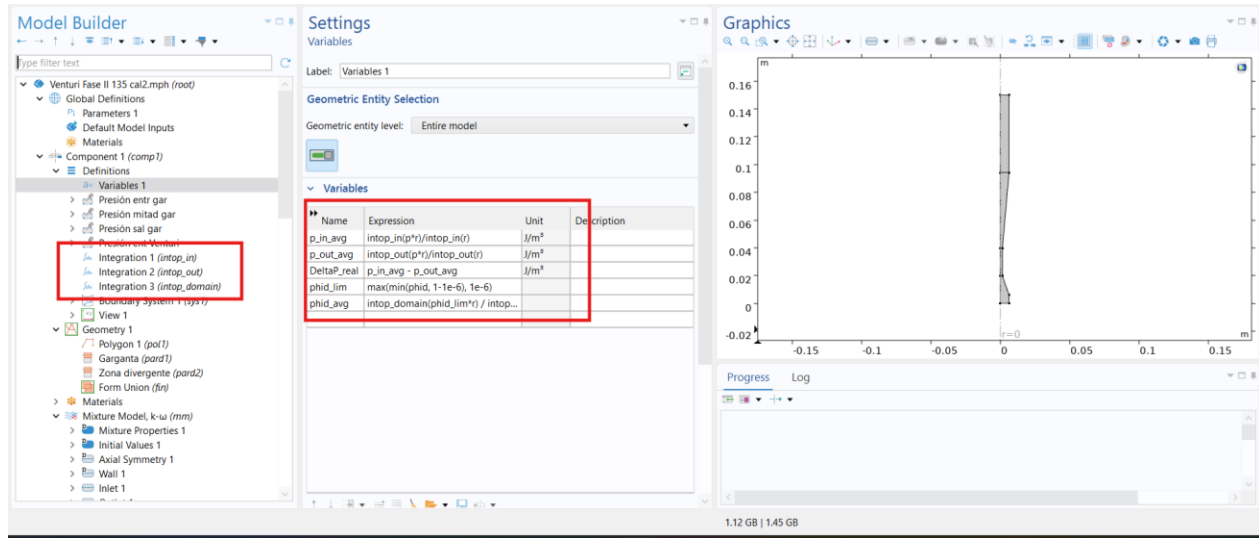 Model Builder
Type filter text
Venturi Fase II 135 cal2.mph (root)
Global Definitions
Parameters 1
Default Model Inputs
Materials
Component 1 (comp1)
Definitions
a= Variables 1
Presión entr gar
Presión mitad gar
Presión sal gar
Presión ent Venturi
Integration 1 (intop_in)
Integration 2 (intop_out)
Integration 3 (intop_domain)
Boundary System 1 (sys1)
View 1
Geometry 1
Polygon 1 (pol1)
Garganta (pard1)
Zona divergente (pard2)
Form Union (fin)
Materials
Mixture Model, k-ω (mm)
Mixture Properties 1
Initial Values 1
Axial Symmetry 1
Wall 1
Inlet 1
Settings
Variables
Label: Variables 1
Geometric Entity Selection
Geometric entity level: Entire model
Variables
Name Expression Unit Description
p_in_avg intop_in(p*r)/intop_in(r) J/m³
p_out_avg intop_out(p*r)/intop_out(r) J/m³
DeltaP_real p_in_avg - p_out_avg J/m³
phid_lim max(min(phid, 1-1e-6), 1e-6)
phid_avg intop_domain(phid_lim*r) / intop...
Graphics
m
0.16
0.14
0.12
0.1
0.08
0.06
0.04
0.02
0
-0.02
r=0
m
-0.15 -0.1 -0.05 0 0.05 0.1 0.15
Progress Log
1.12 GB | 1.45 GB